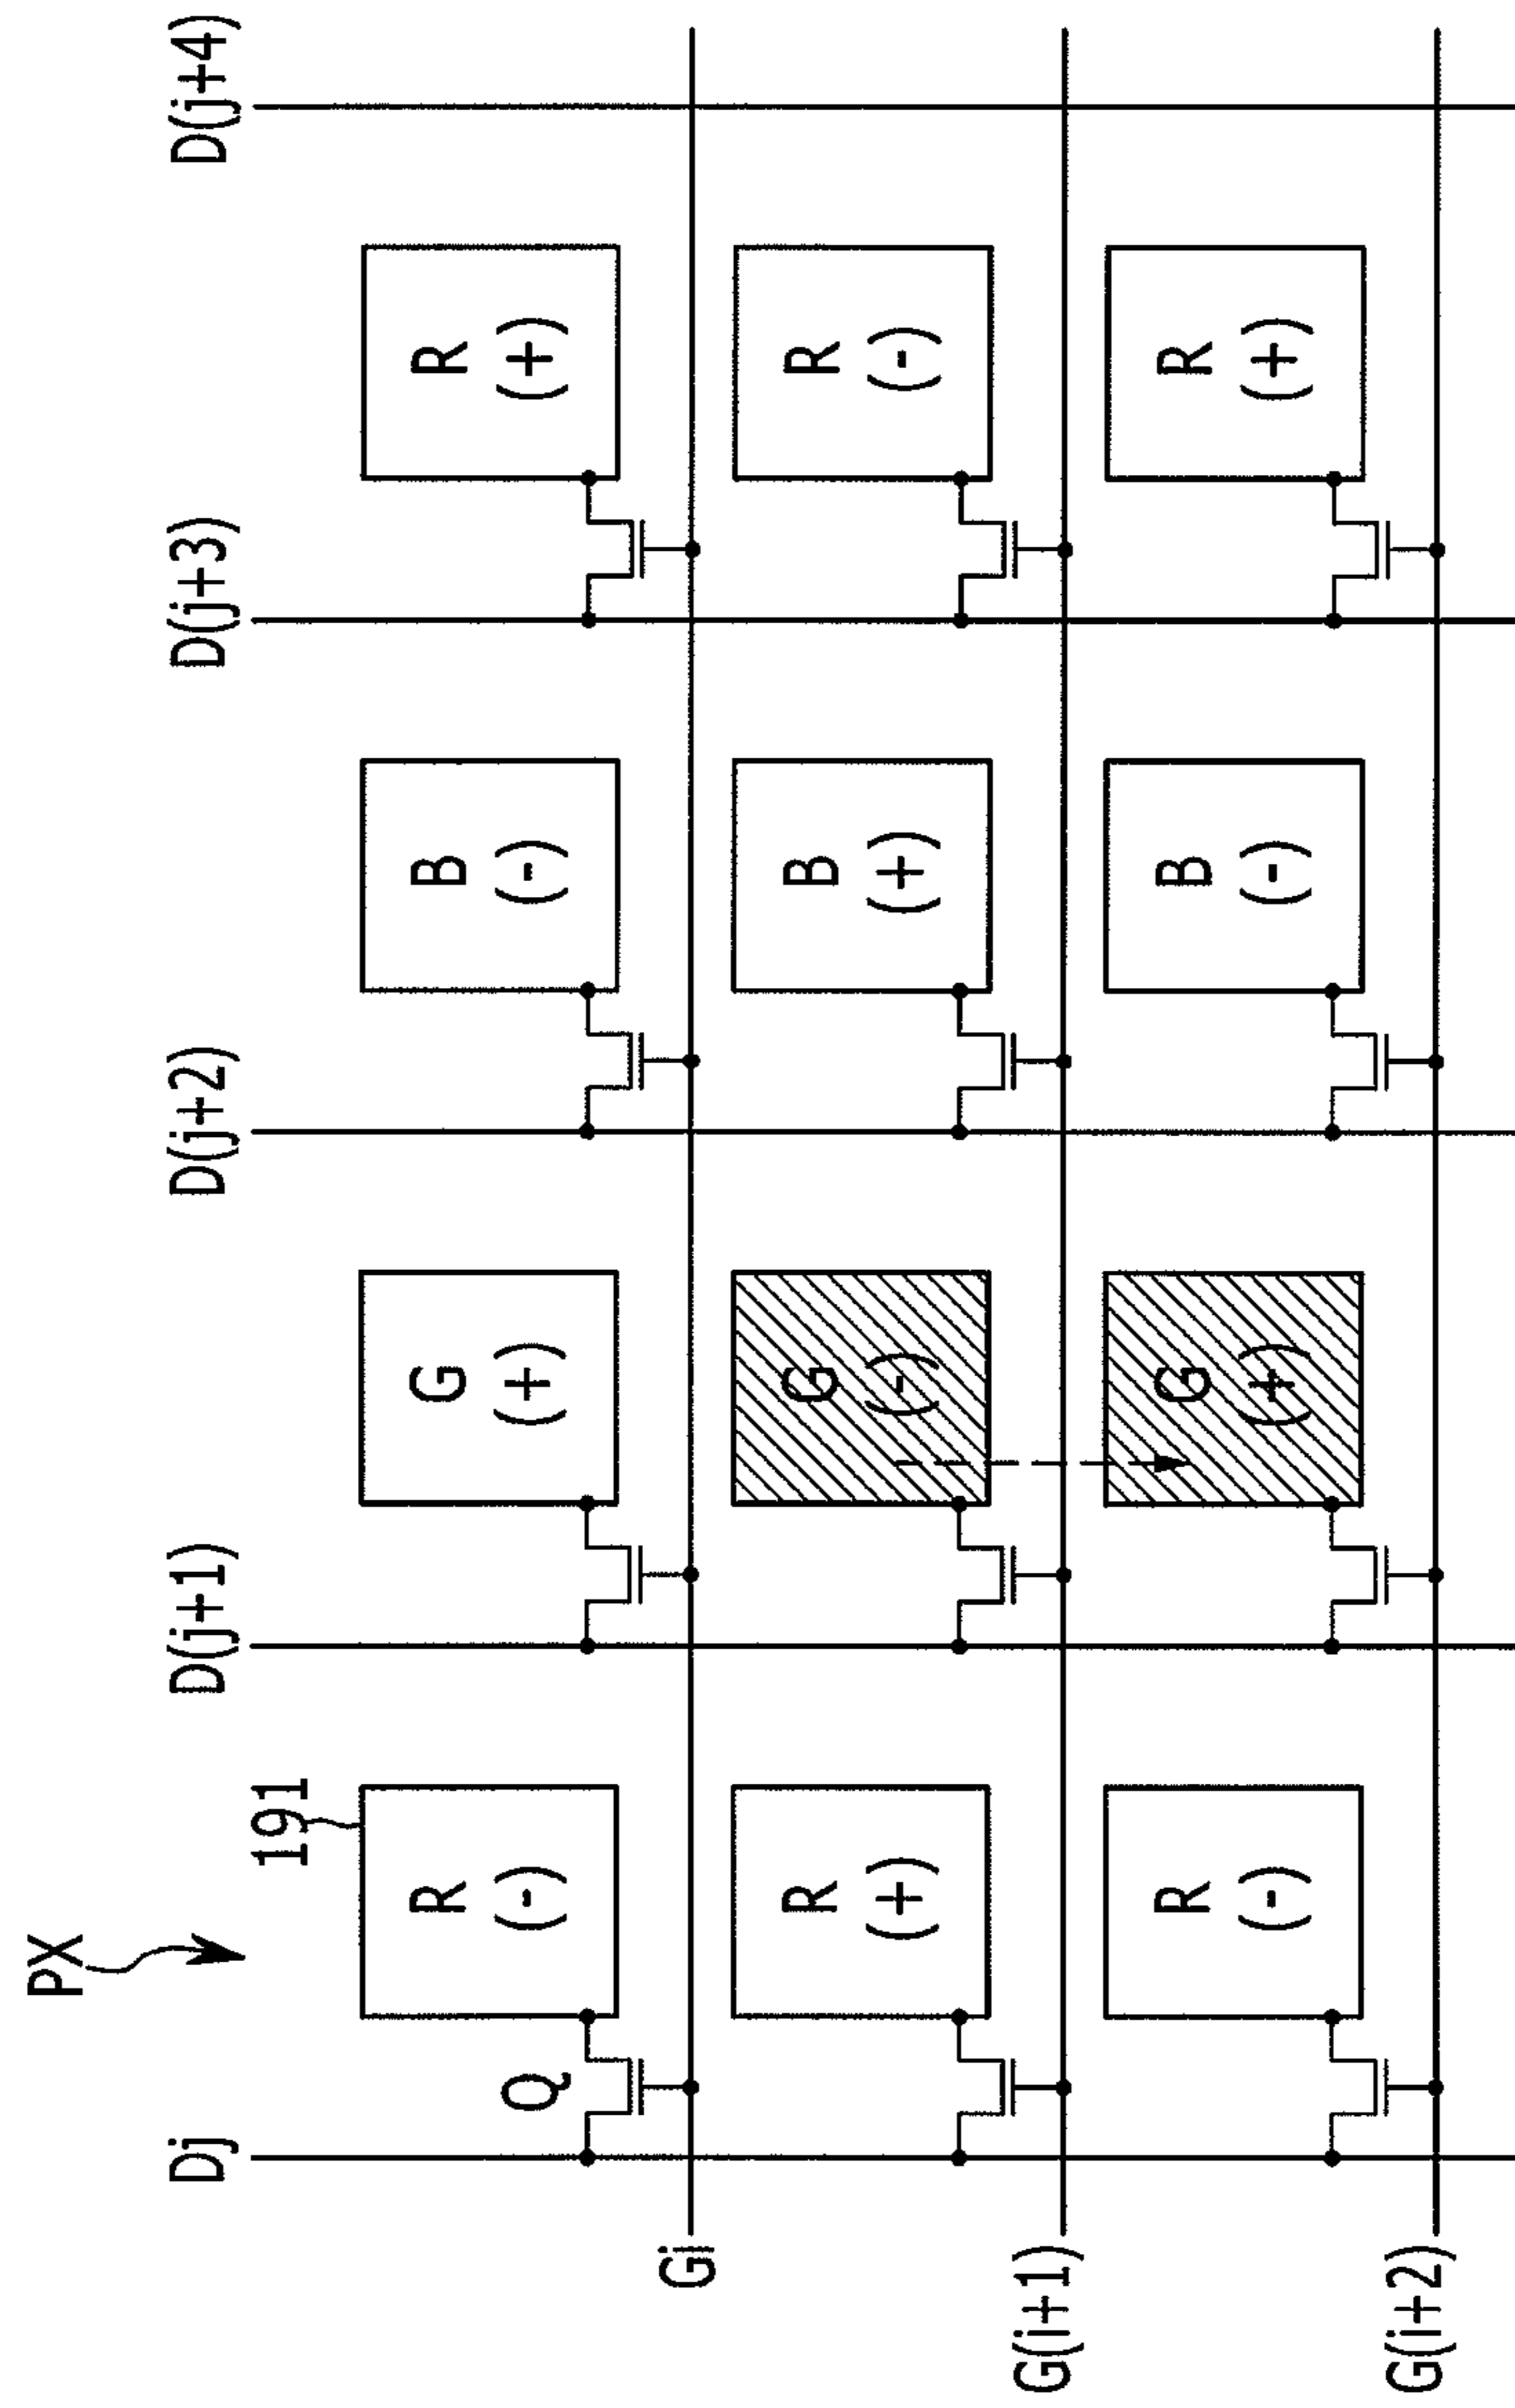 PX
Dj
D(j+1)
D(j+2)
D(j+3)
D(j+4)
191
Q
R
(-)
G
(+)
B
(-)
R
(+)
Gi
R
(+)
G
(-)
B
(+)
R
(-)
G(i+1)
R
(-)
G
(+)
B
(-)
R
(+)
G(i+2)